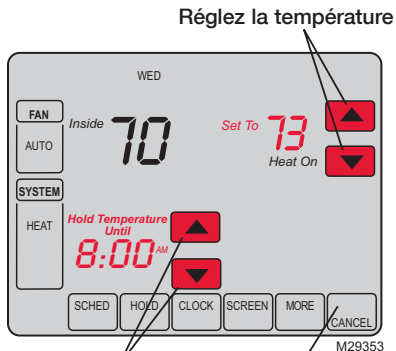 Réglez la température
WED
FAN
AUTO
Inside 70
Set To 73
Heat On
SYSTEM
HEAT
Hold Temperature
Until
8:00 AM
SCHED HOLD CLOCK SCREEN MORE CANCEL
M29353